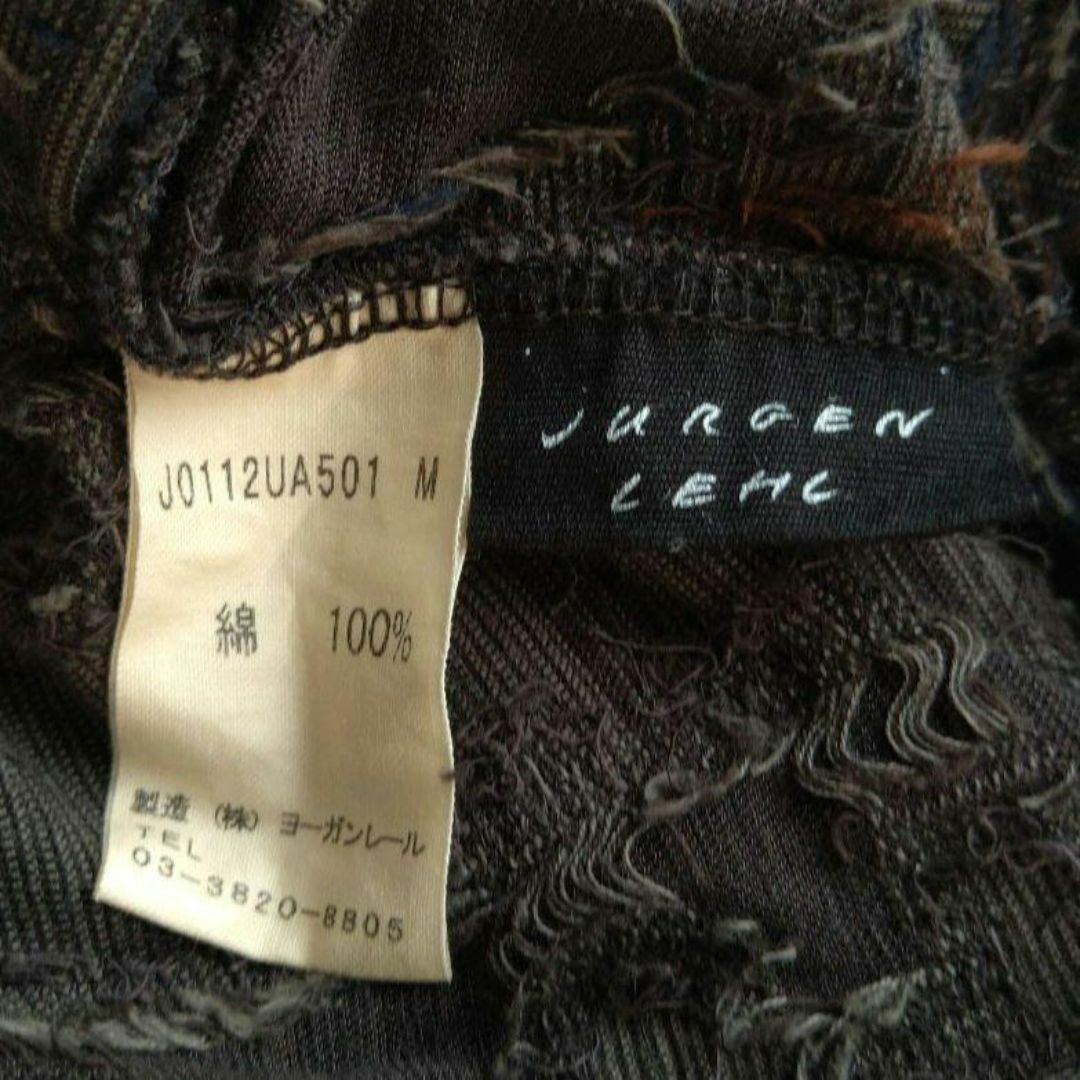 J0112UA501 M
綿 100%
製造 (株) ヨーガンレール
TEL
03-3820-8805
JURGEN
LEHL